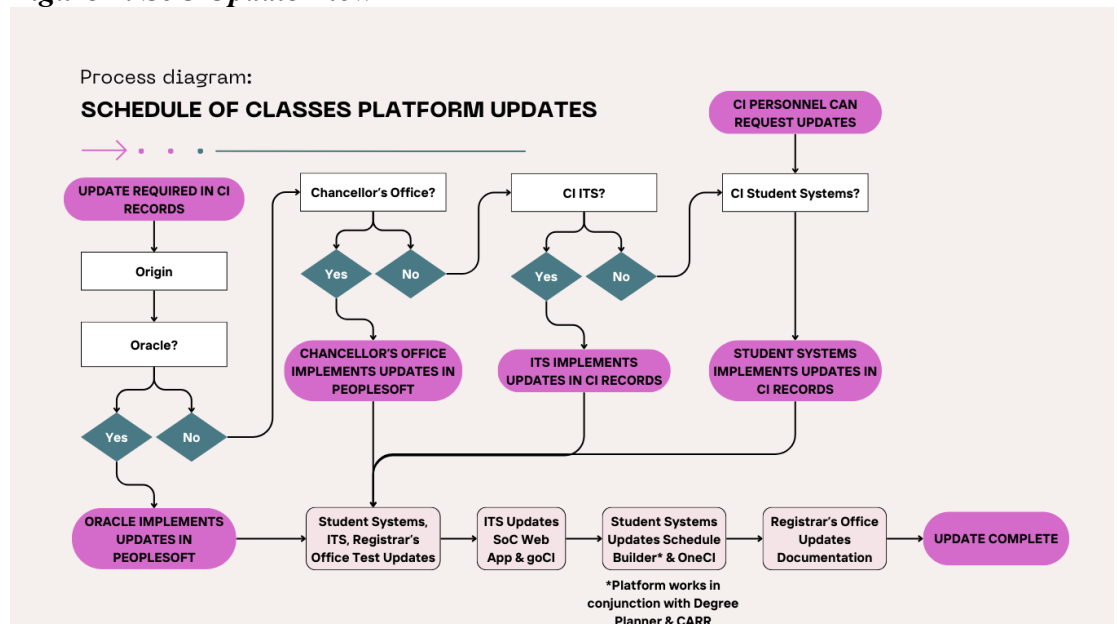 Process diagram:
SCHEDULE OF CLASSES PLATFORM UPDATES
CI PERSONNEL CAN
REQUEST UPDATES
UPDATE REQUIRED IN CI
RECORDS
Origin
Oracle?
Yes
No
Chancellor's Office?
Yes
No
CI ITS?
Yes
No
CI Student Systems?
CHANCELLOR'S OFFICE
IMPLEMENTS UPDATES IN
PEOPLESOFT
ITS IMPLEMENTS
UPDATES IN CI RECORDS
STUDENT SYSTEMS
IMPLEMENTS UPDATES IN
CI RECORDS
ORACLE IMPLEMENTS
UPDATES IN
PEOPLESOFT
Student Systems,
ITS, Registrar's
Office Test Updates
ITS Updates
SoC Web
App & goCI
Student Systems
Updates Schedule
Builder* & OneCI
Registrar's Office
Updates
Documentation
UPDATE COMPLETE
*Platform works in
conjunction with Degree
Planner & CARR